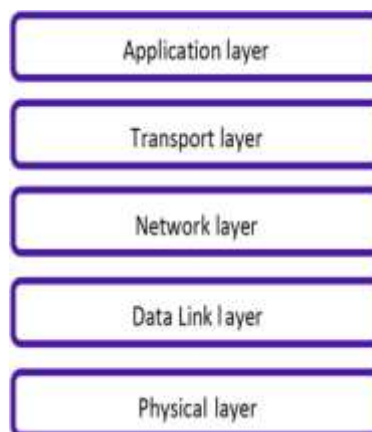 Application layer
Transport layer
Network layer
Data Link layer
Physical layer